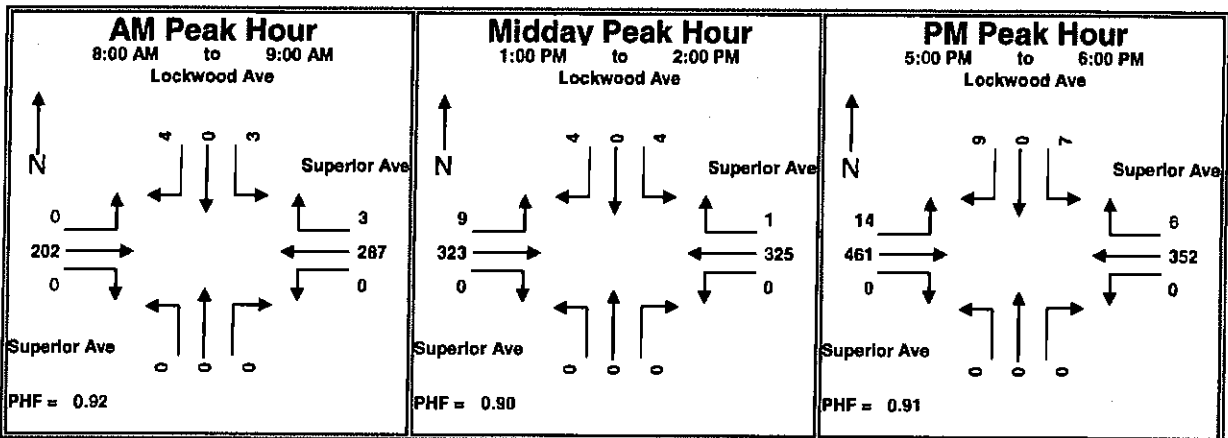 AM Peak Hour
8:00 AM to 9:00 AM
Lockwood Ave
N
4 0 3
Superior Ave
0
202
0
3
287
0
Superior Ave
0 0 0
PHF = 0.92
Midday Peak Hour
1:00 PM to 2:00 PM
Lockwood Ave
N
4 0 4
Superior Ave
9
323
0
1
325
0
Superior Ave
0 0 0
PHF = 0.90
PM Peak Hour
5:00 PM to 6:00 PM
Lockwood Ave
N
9 0 7
Superior Ave
14
461
0
352
0
Superior Ave
0 0 0
PHF = 0.91